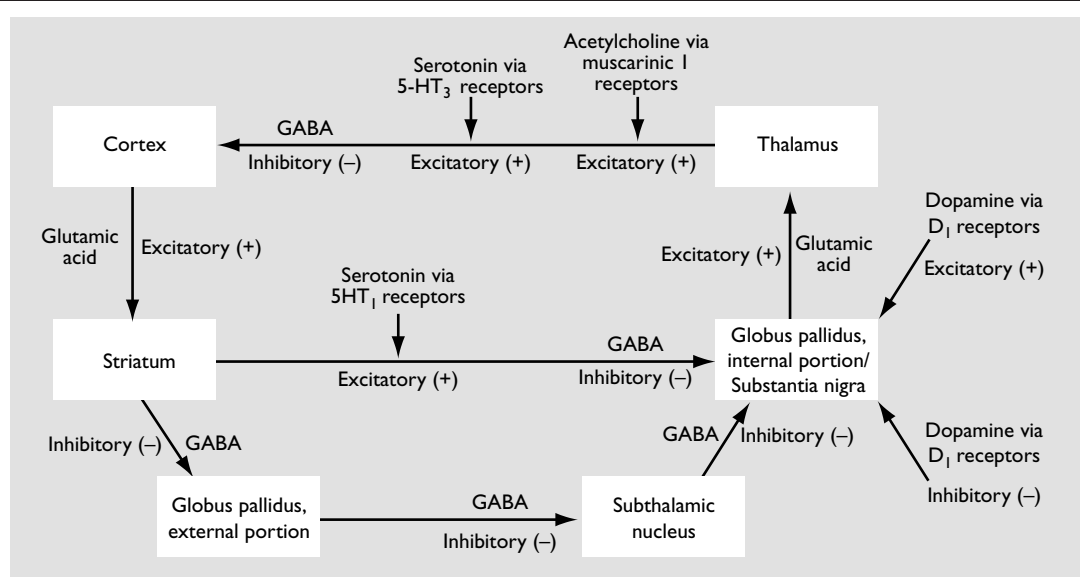 Acetylcholine via
muscarinic 1
receptors
Serotonin via
5-HT3 receptors
Cortex
GABA
Inhibitory (–)
Excitatory (+)
Excitatory (+)
Thalamus
Glutamic
acid
Excitatory (+)
Excitatory (+)
Glutamic
acid
Dopamine via
D1 receptors
Excitatory (+)
Serotonin via
5HT1 receptors
Striatum
Excitatory (+)
GABA
Inhibitory (–)
Globus pallidus,
internal portion/
Substantia nigra
Inhibitory (–)
GABA
GABA
Inhibitory (–)
Dopamine via
D1 receptors
Inhibitory (–)
Globus pallidus,
external portion
GABA
Inhibitory (–)
Subthalamic
nucleus